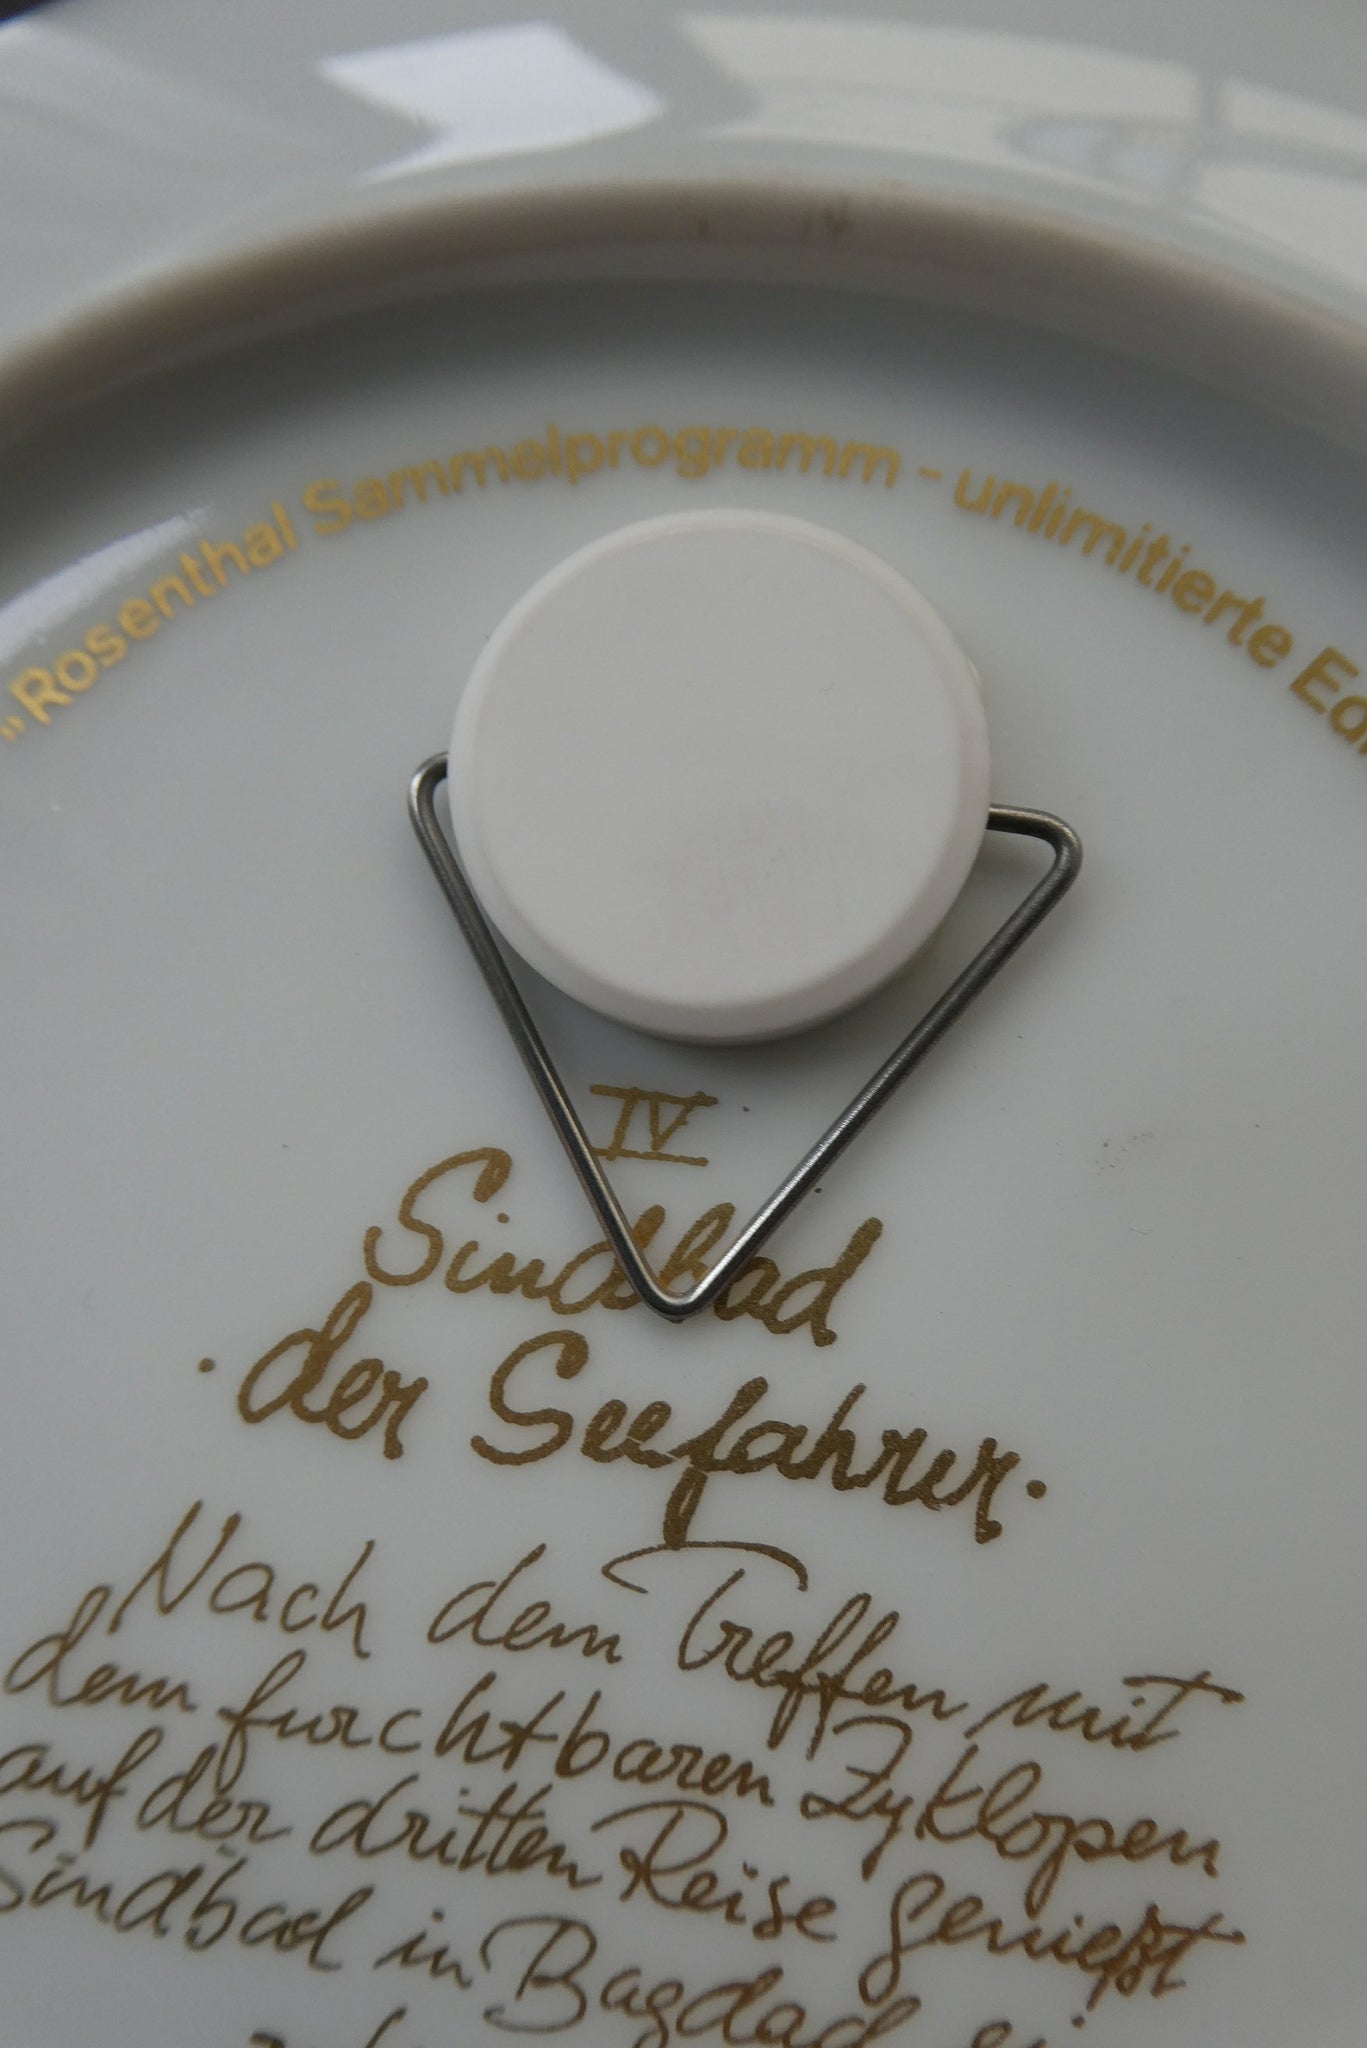 „Rosenthal Sammelprogramm - unlimitierte
IV
Sindbad
· der Seefahrer ·
Nach dem Treffen mit
dem furchtbaren Zyklopen
auf der dritten Reise genießt
Sindbad in Bagdad